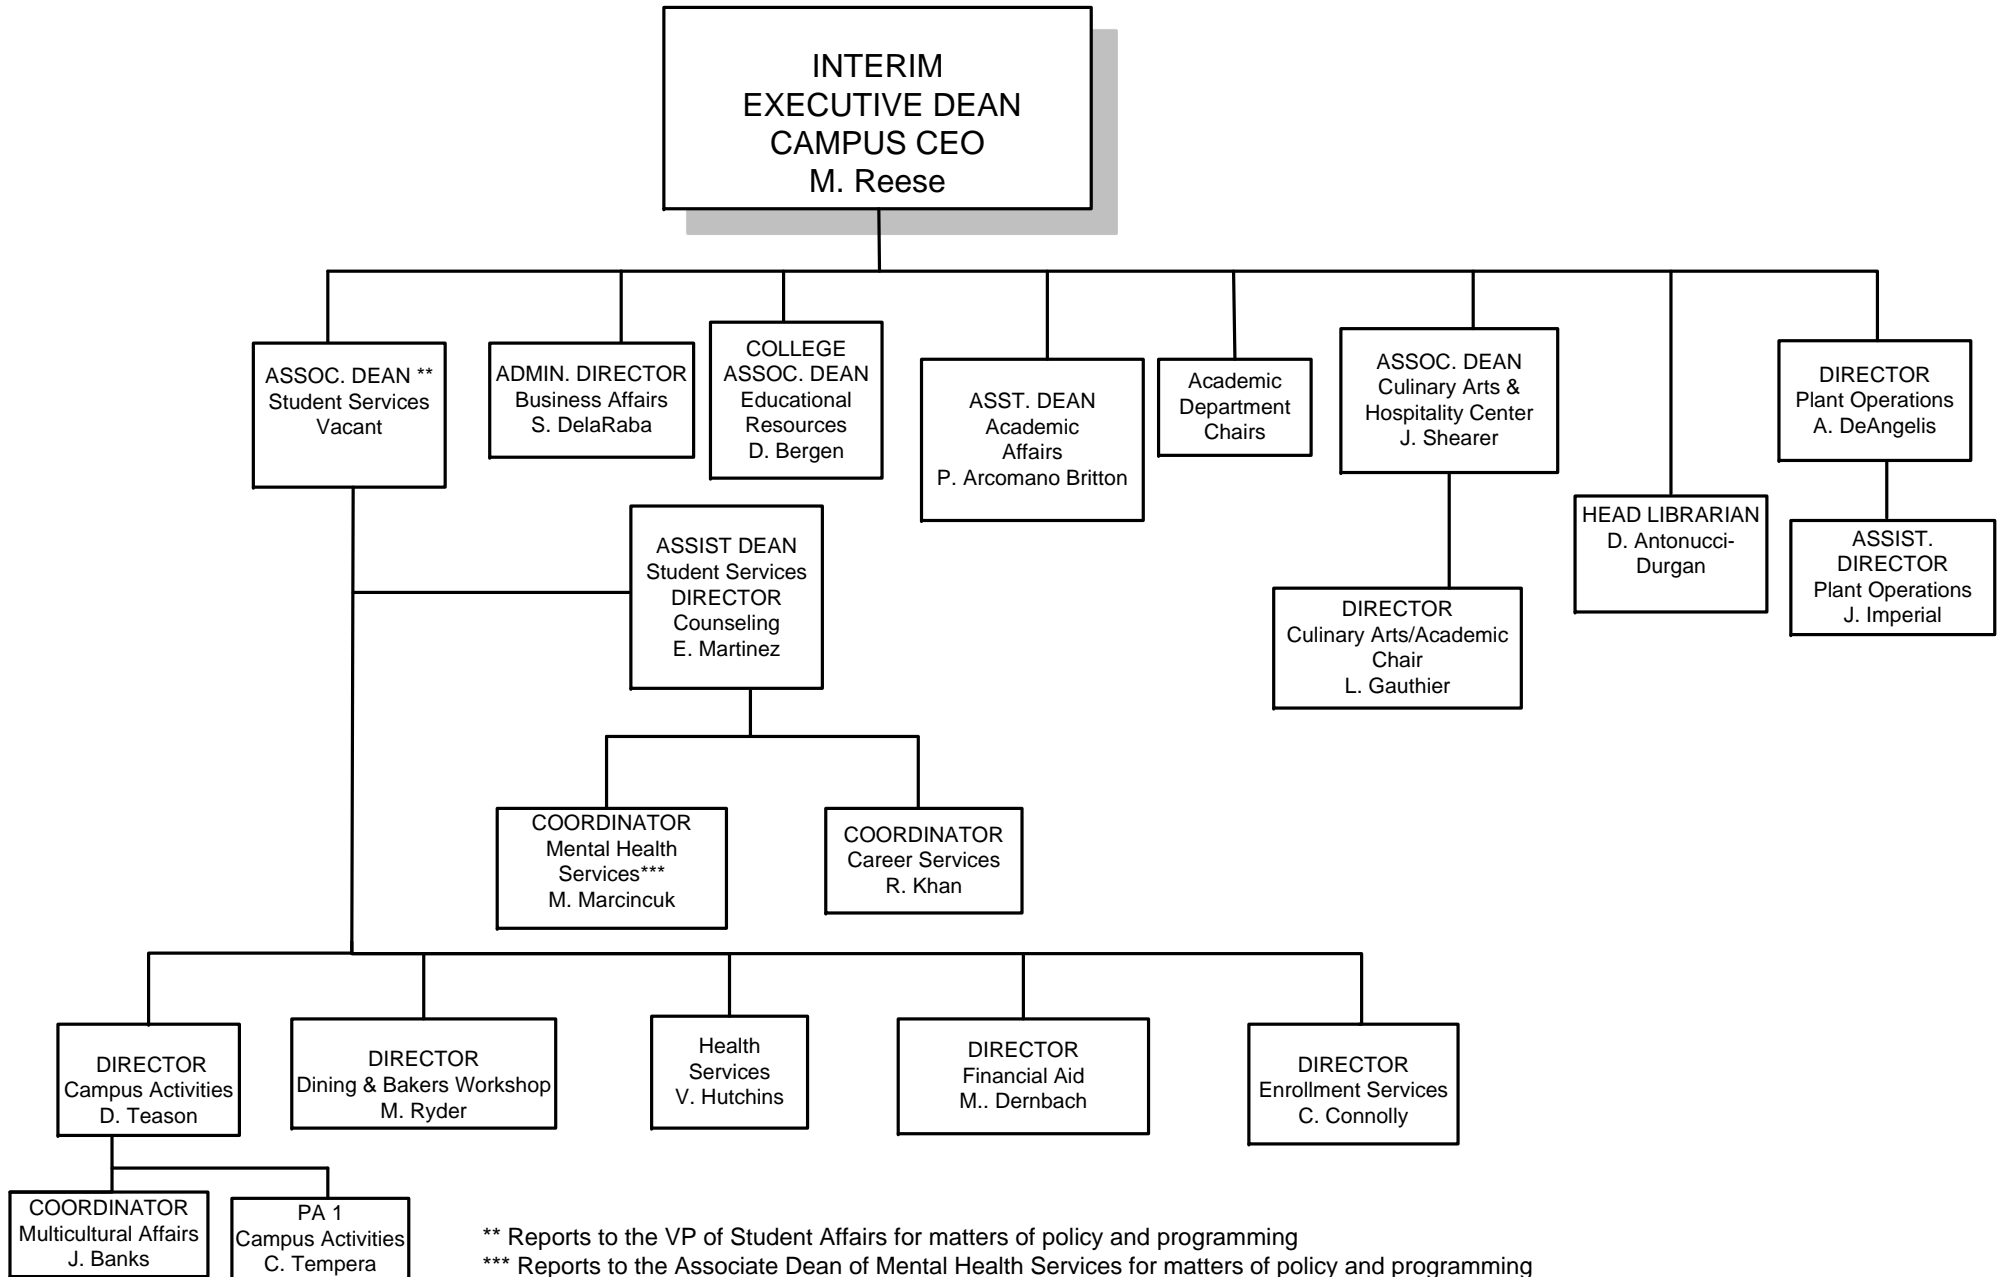 INTERIM
EXECUTIVE DEAN
CAMPUS CEO
M. Reese
ASSOC. DEAN **
Student Services
Vacant
ADMIN. DIRECTOR
Business Affairs
S. DelaRaba
COLLEGE
ASSOC. DEAN
Educational
Resources
D. Bergen
ASST. DEAN
Academic
Affairs
P. Arcomano Britton
Academic
Department
Chairs
ASSOC. DEAN
Culinary Arts &
Hospitality Center
J. Shearer
HEAD LIBRARIAN
D. Antonucci-
Durgan
DIRECTOR
Plant Operations
A. DeAngelis
ASSIST.
DIRECTOR
Plant Operations
J. Imperial
DIRECTOR
Culinary Arts/Academic
Chair
L. Gauthier
ASSIST DEAN
Student Services
DIRECTOR
Counseling
E. Martinez
COORDINATOR
Mental Health
Services***
M. Marcincuk
COORDINATOR
Career Services
R. Khan
DIRECTOR
Campus Activities
D. Teason
DIRECTOR
Dining & Bakers Workshop
M. Ryder
Health
Services
V. Hutchins
DIRECTOR
Financial Aid
M.. Dernbach
DIRECTOR
Enrollment Services
C. Connolly
COORDINATOR
Multicultural Affairs
J. Banks
PA 1
Campus Activities
C. Tempera
** Reports to the VP of Student Affairs for matters of policy and programming
*** Reports to the Associate Dean of Mental Health Services for matters of policy and programming